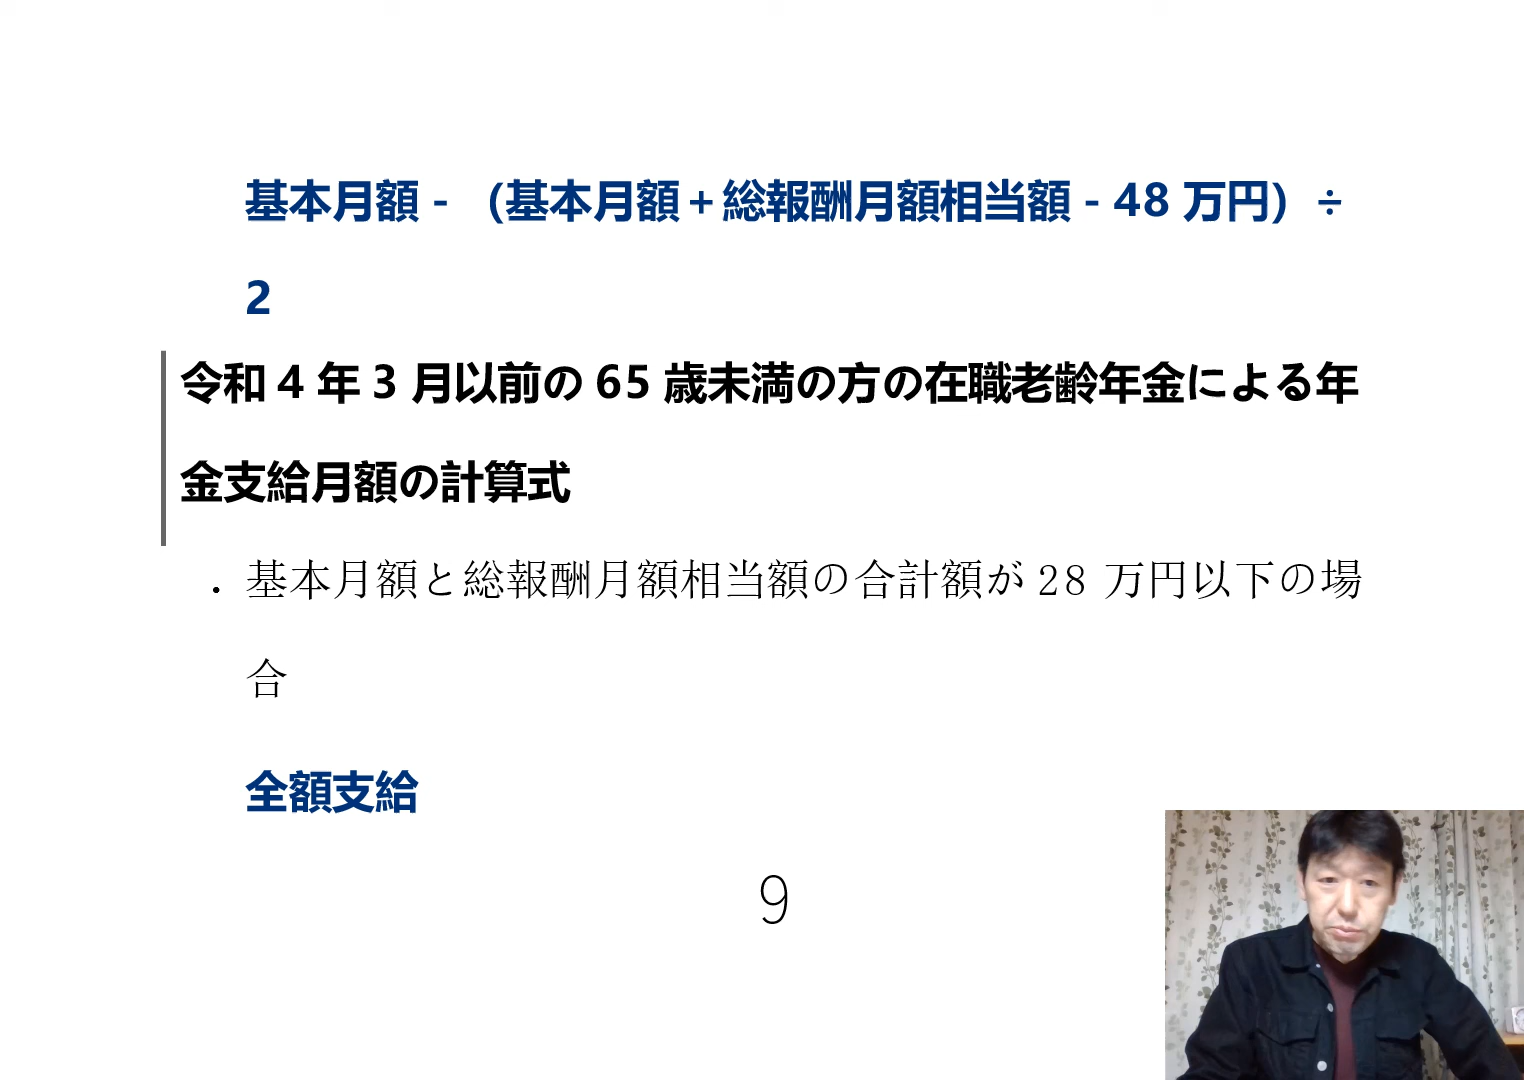 基本月額－（基本月額＋総報酬月額相当額－48 万円）÷
2
令和 4 年 3 月以前の 65 歳未満の方の在職老齢年金による年
金支給月額の計算式
・基本月額と総報酬月額相当額の合計額が 28 万円以下の場
合
全額支給
9